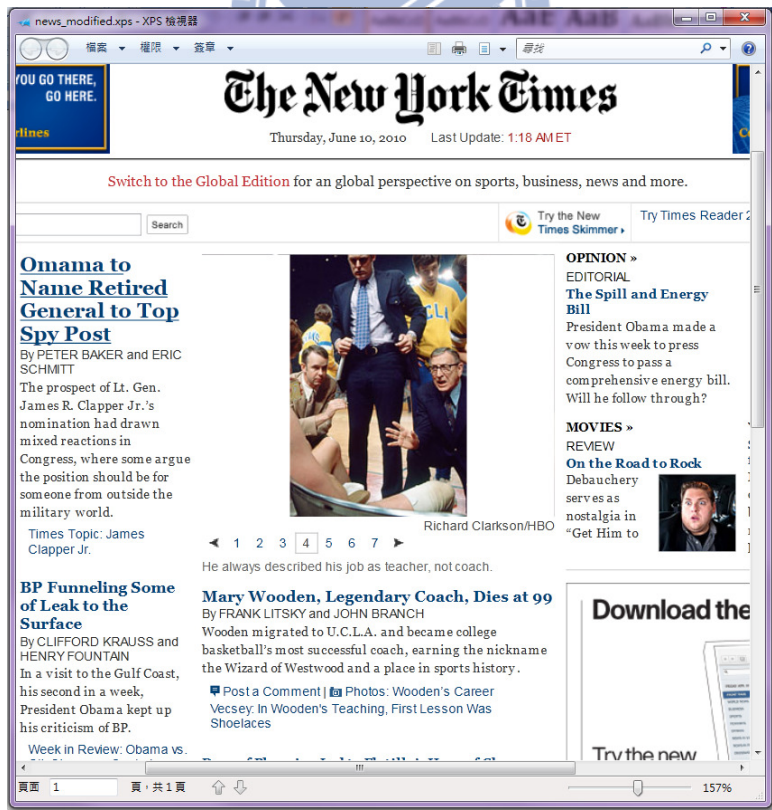 news_modified.xps - XPS 檢視器
檔案 權限 簽章
尋找
YOU GO THERE,
GO HERE.
rlines
The New York Times
Thursday, June 10, 2010 Last Update: 1:18 AM ET
Switch to the Global Edition for an global perspective on sports, business, news and more.
Search
Try the New
Times Skimmer
Try Times Reader 2
Omama to
Name Retired
General to Top
Spy Post
By PETER BAKER and ERIC
SCHMITT
The prospect of Lt. Gen.
James R. Clapper Jr.'s
nomination had drawn
mixed reactions in
Congress, where some argue
the position should be for
someone from outside the
military world.
Times Topic: James
Clapper Jr.
BP Funneling Some
of Leak to the
Surface
By CLIFFORD KRAUSS and
HENRY FOUNTAIN
In a visit to the Gulf Coast,
his second in a week,
President Obama kept up
his criticism of BP.
Week in Review: Obama vs.
CLA
Richard Clarkson/HBO
1 2 3 4 5 6 7
He always described his job as teacher, not coach.
Mary Wooden, Legendary Coach, Dies at 99
By FRANK LITSKY and JOHN BRANCH
Wooden migrated to U.C.L.A. and became college
basketball's most successful coach, earning the nickname
the Wizard of Westwood and a place in sports history.
Post a Comment | Photos: Wooden's Career
Vecsey: In Wooden's Teaching, First Lesson Was
Shoelaces
OPINION »
EDITORIAL
The Spill and Energy
Bill
President Obama made a
vow this week to press
Congress to pass a
comprehensive energy bill.
Will he follow through?
MOVIES »
REVIEW
On the Road to Rock
Debauchery
serves as
nostalgia in
“Get Him to
Download the
Try the new
頁面 1 頁，共 1 頁
157%